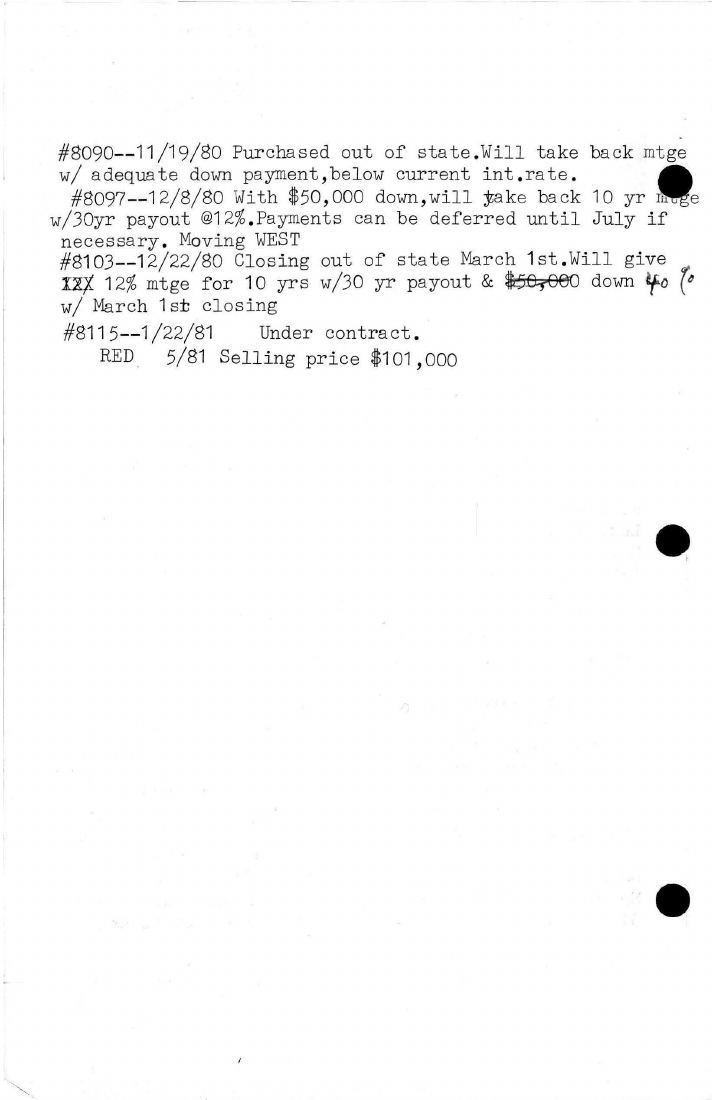 #8090--11/19/80 Purchased out of state.Will take back mtge
w/ adequate down payment,below current int.rate.
#8097--12/8/80 With $50,000 down,will take back 10 yr mtge
w/30yr payout @12%.Payments can be deferred until July if
necessary. Moving WEST
#8103--12/22/80 Closing out of state March 1st.Will give
12% mtge for 10 yrs w/30 yr payout & $50,000 down 40 %
w/ March 1st closing
#8115--1/22/81 Under contract.
RED 5/81 Selling price $101,000